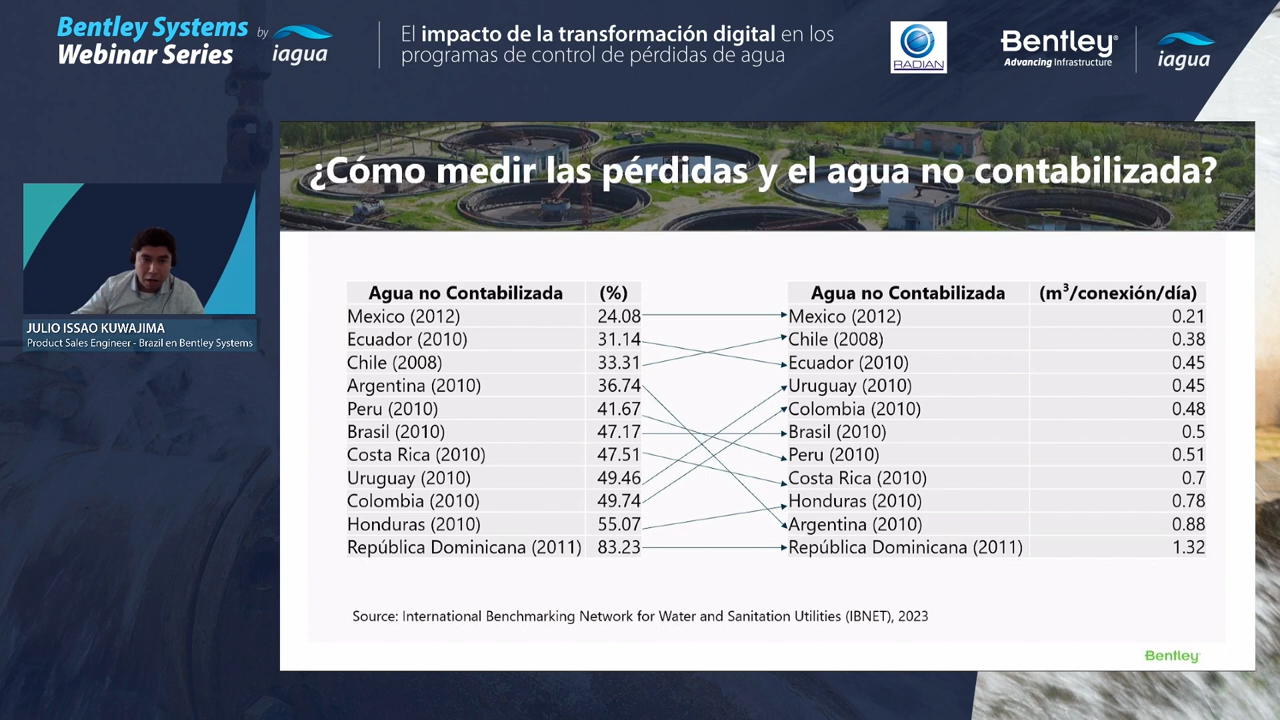 Bentley Systems
Webinar Series
by
iagua
El impacto de la transformación digital en los
programas de control de pérdidas de agua
RADIAN
Bentley®
Advancing Infrastructure
iagua
¿Cómo medir las pérdidas y el agua no contabilizada?
JULIO ISSAO KUWAJIMA
Product Sales Engineer - Brazil en Bentley Systems
Agua no Contabilizada (%) Agua no Contabilizada (m³/conexión/día)
Mexico (2012) 24.08 Mexico (2012) 0.21
Ecuador (2010) 31.14 Chile (2008) 0.38
Chile (2008) 33.31 Ecuador (2010) 0.45
Argentina (2010) 36.74 Uruguay (2010) 0.45
Peru (2010) 41.67 Colombia (2010) 0.48
Brasil (2010) 47.17 Brasil (2010) 0.5
Costa Rica (2010) 47.51 Peru (2010) 0.51
Uruguay (2010) 49.46 Costa Rica (2010) 0.7
Colombia (2010) 49.74 Honduras (2010) 0.78
Honduras (2010) 55.07 Argentina (2010) 0.88
República Dominicana (2011) 83.23 República Dominicana (2011) 1.32
Source: International Benchmarking Network for Water and Sanitation Utilities (IBNET), 2023
Bentley